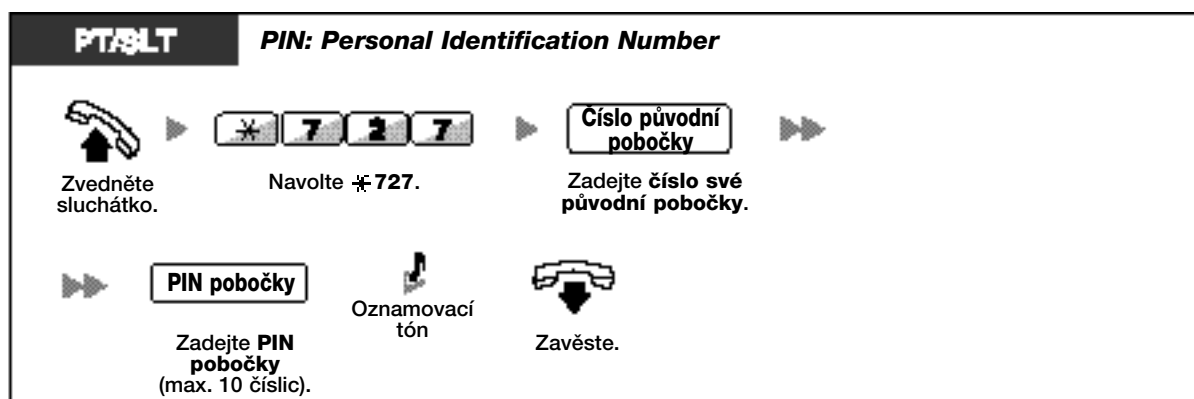 PT/SLT
PIN: Personal Identification Number
* 7 2 7
Číslo původní
pobočky
Zvedněte
sluchátko.
Navolte *727.
Zadejte číslo své
původní pobočky.
PIN pobočky
Oznamovací
tón
Zadejte PIN
pobočky
(max. 10 číslic).
Zavěste.